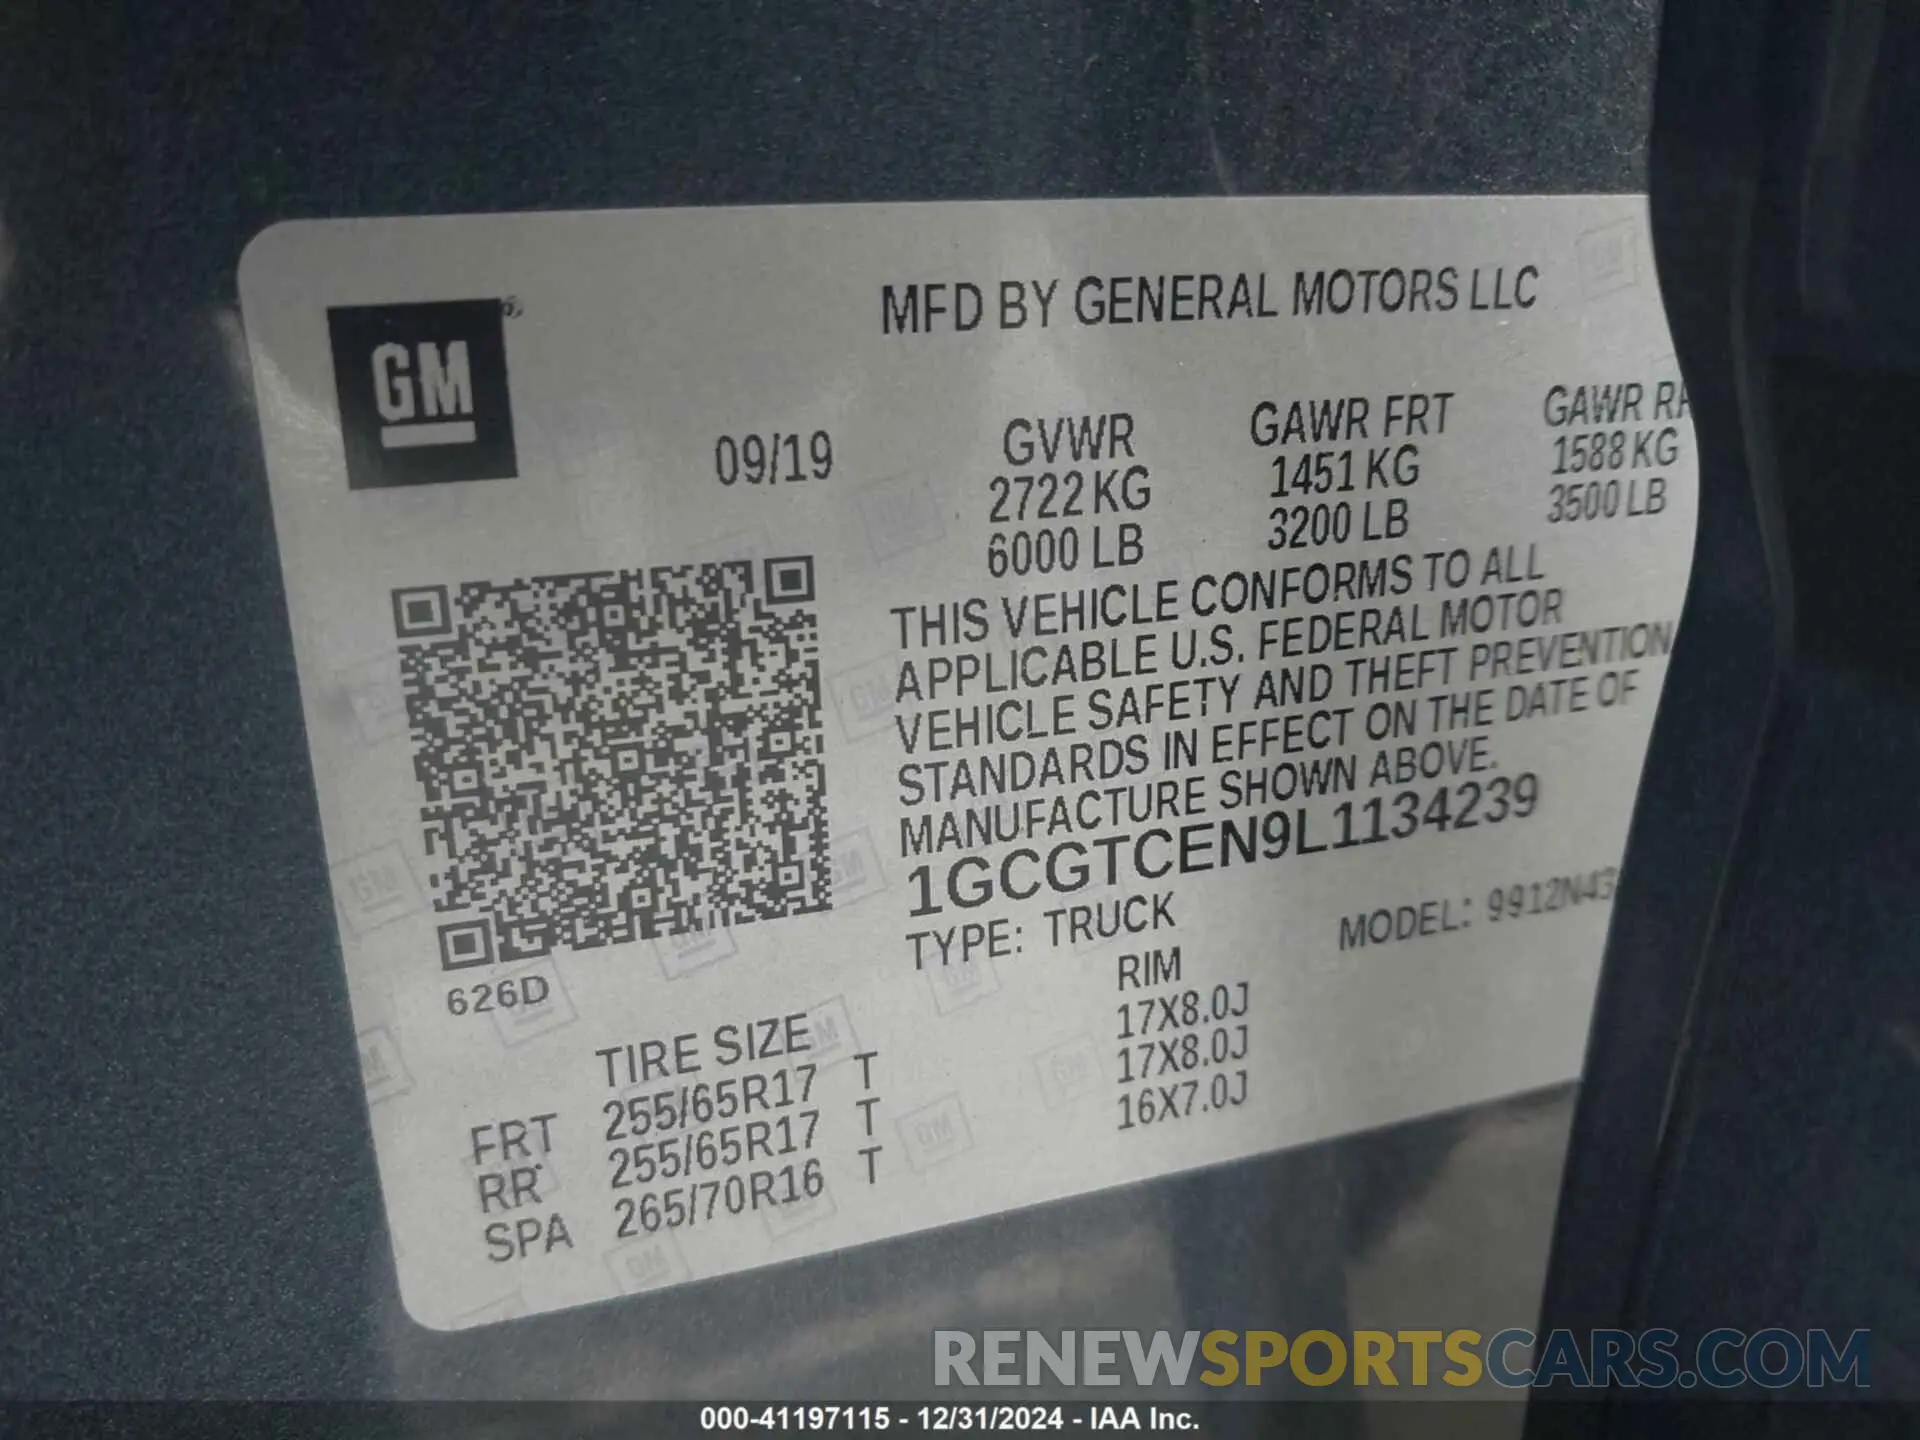 MFD BY GENERAL MOTORS LLC
GM
09/19 GVWR GAWR FRT GAWR
2722 KG 1451 KG 1588 KG
6000 LB 3200 LB 3500 LB
THIS VEHICLE CONFORMS TO ALL
APPLICABLE U.S. FEDERAL MOTOR
VEHICLE SAFETY AND THEFT PREVENTION
STANDARDS IN EFFECT ON THE DATE OF
MANUFACTURE SHOWN ABOVE.
1GCGTCEN9L1134239
TYPE: TRUCK MODEL: 9912N43
626D
TIRE SIZE RIM
FRT 255/65R17 T 17X8.0J
RR 255/65R17 T 17X8.0J
SPA 265/70R16 T 16X7.0J
RENEWSPORTSCARS.COM
000-41197115 - 12/31/2024 - IAA Inc.